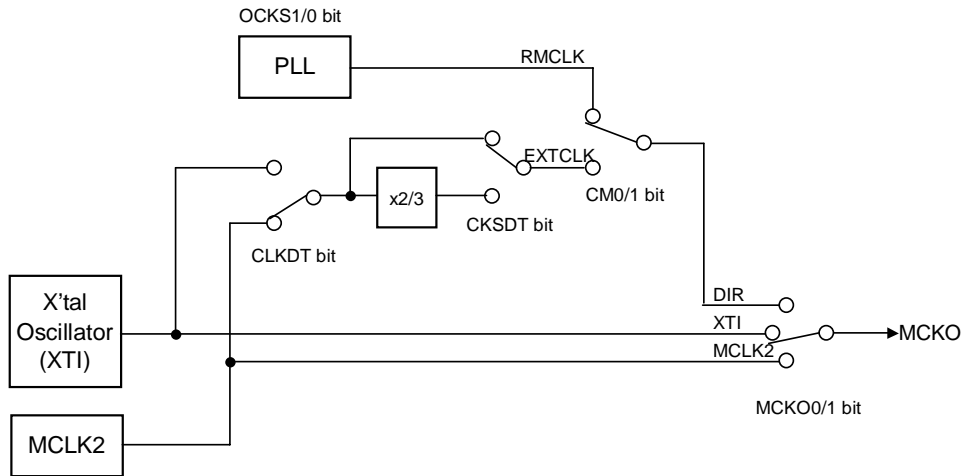 OCKS1/0 bit
PLL
RMCLK
EXTCLK
x2/3
CM0/1 bit
CKSDT bit
CLKDT bit
X’tal
Oscillator
(XTI)
DIR
XTI
MCKO
MCLK2
MCKO0/1 bit
MCLK2